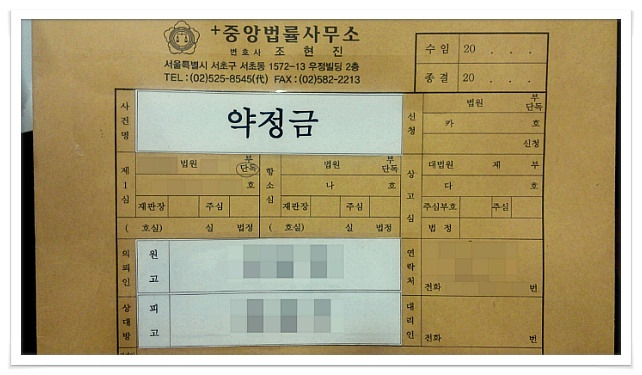 +중앙법률사무소
변호사 조현진
서울특별시 서초구 서초동 1572-13 우정빌딩 2층
TEL:(02)525-8545(代) FAX:(02)582-2213
수임 20 . . .
종결 20 . . .
사건명 약정금 신청 법원 부 단독
카 호
신청
제1심 법원 부 단독 항소심 법원 부 단독 상고심 대법원 제 부
호 나 호 다 호
재판장 주심 재판장 주심 주심부호 주심
( 호실) 실 법정 ( 호실) 실 법정 법정
의뢰인 원고 연락처
전화 번
상대방 피고 대리인
전화 번